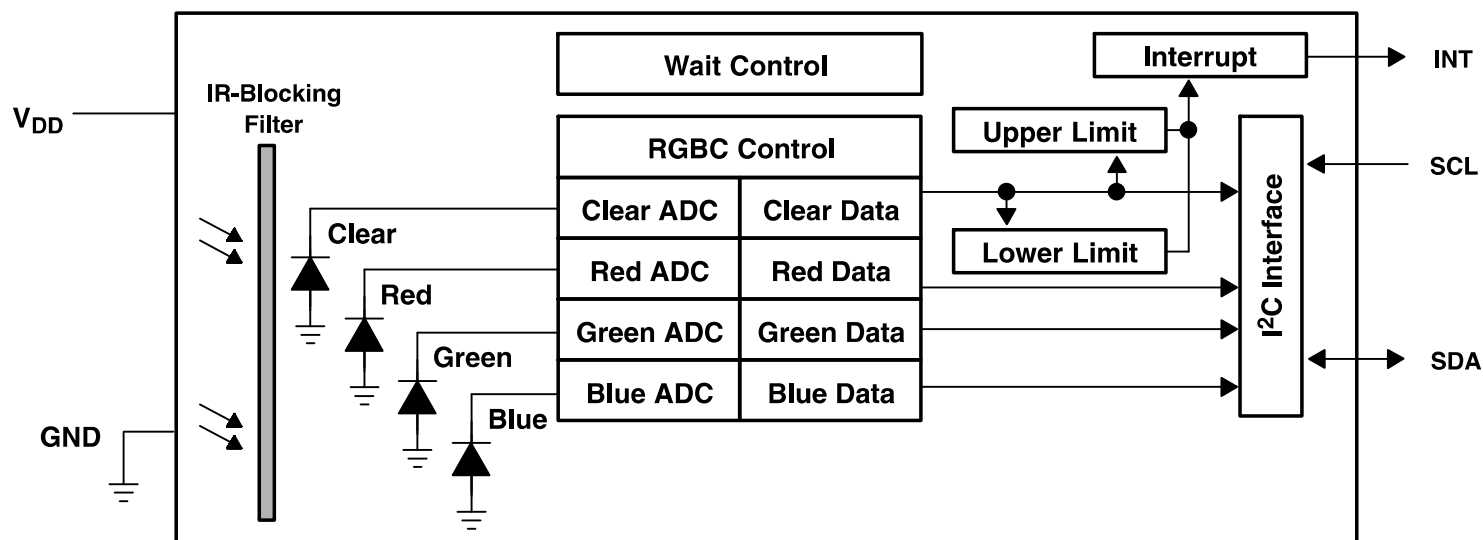 Wait Control
Interrupt
INT
IR-Blocking
Filter
VDD
Upper Limit
RGBC Control
SCL
Clear ADC
Clear Data
Clear
Lower Limit
Red ADC
Red Data
Red
I²C Interface
Green ADC
Green Data
Green
SDA
Blue ADC
Blue Data
Blue
GND